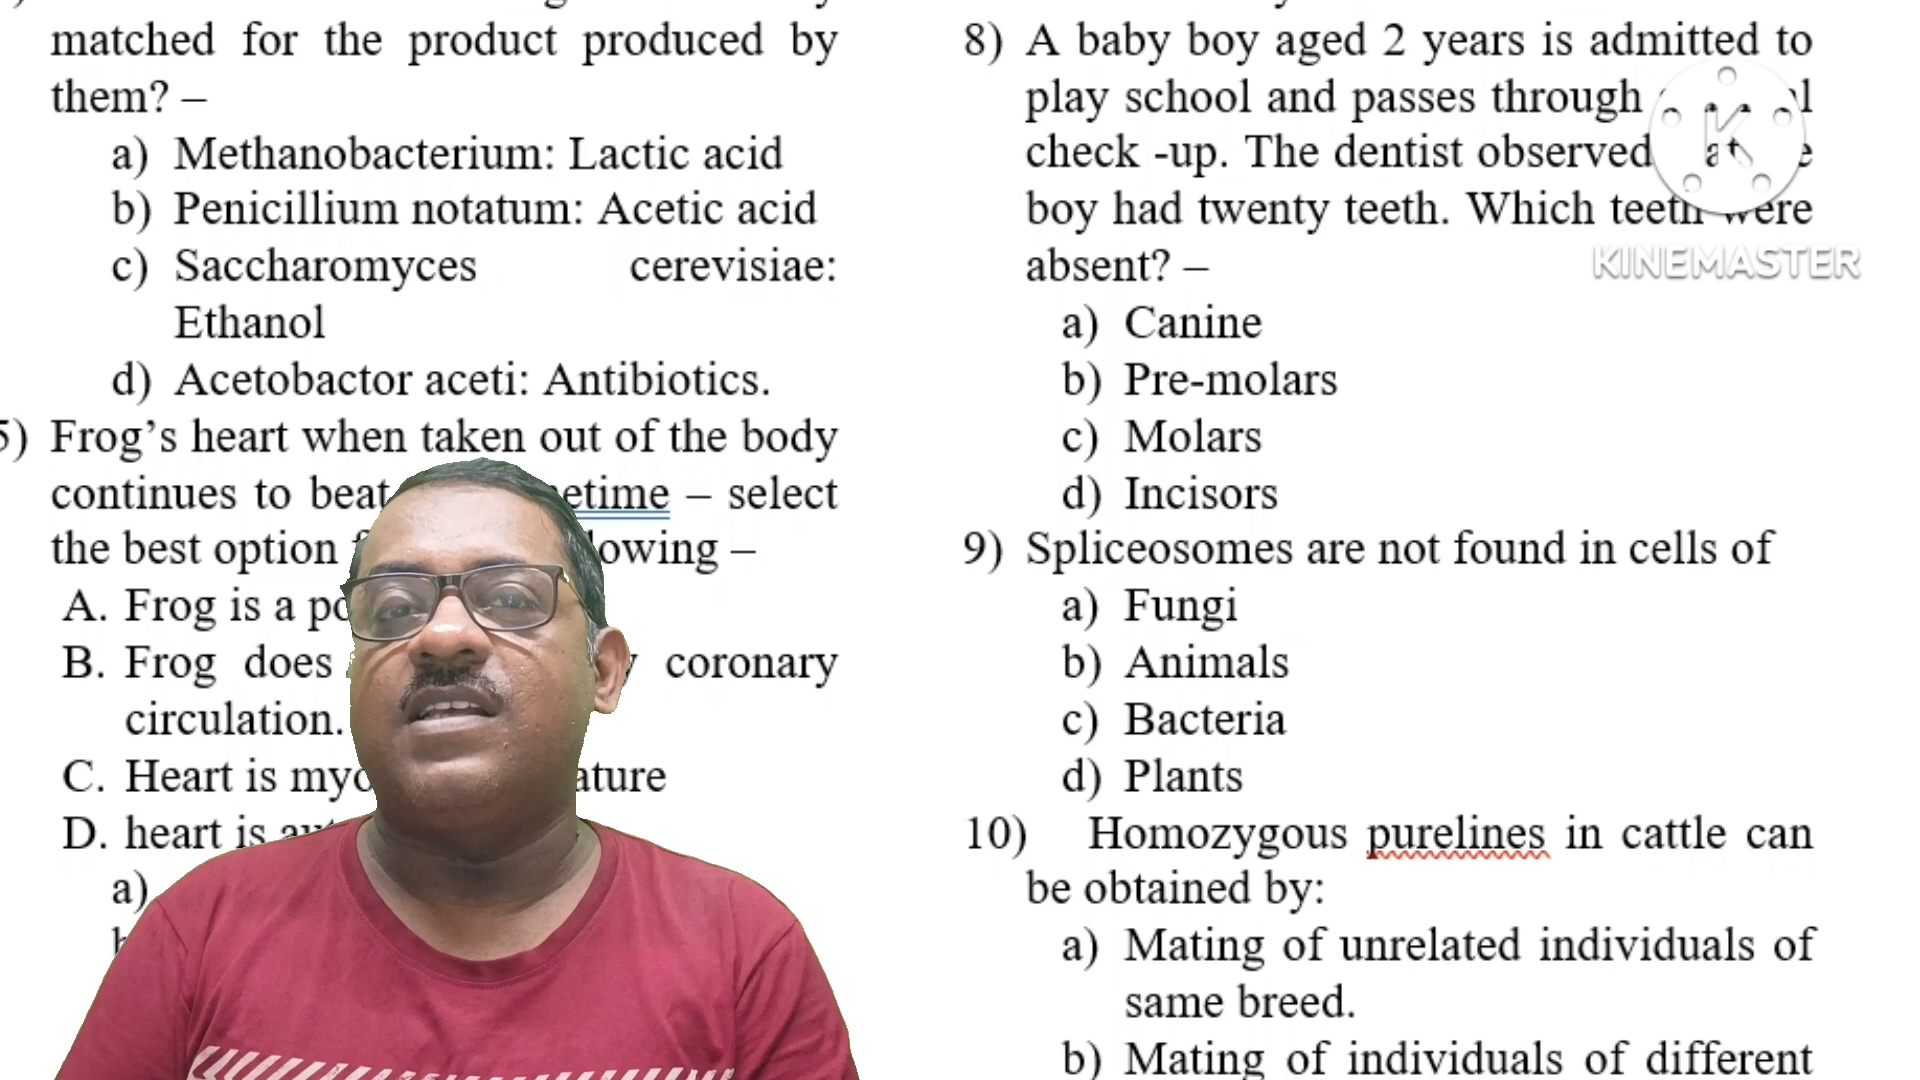 matched for the product produced by
them? –
a) Methanobacterium: Lactic acid
b) Penicillium notatum: Acetic acid
c) Saccharomyces cerevisiae:
Ethanol
d) Acetobactor aceti: Antibiotics.
5) Frog's heart when taken out of the body
continues to beat – select
the best option –
A. Frog is a
B. Frog does coronary
circulation.
C. Heart is
D. heart is
a)
8) A baby boy aged 2 years is admitted to
play school and passes through
check -up. The dentist observed
boy had twenty teeth. Which teeth were
absent? –
a) Canine
b) Pre-molars
c) Molars
d) Incisors
9) Spliceosomes are not found in cells of
a) Fungi
b) Animals
c) Bacteria
d) Plants
10) Homozygous purelines in cattle can
be obtained by:
a) Mating of unrelated individuals of
same breed.
b) Mating of individuals of different
KINEMASTER